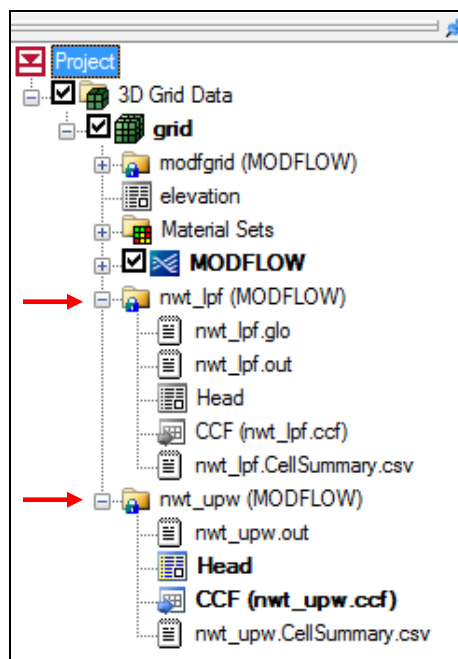 Project
3D Grid Data
grid
modfgrid (MODFLOW)
elevation
Material Sets
MODFLOW
nwt_lpf (MODFLOW)
nwt_lpf.glo
nwt_lpf.out
Head
CCF (nwt_lpf.ccf)
nwt_lpf.CellSummary.csv
nwt_upw (MODFLOW)
nwt_upw.out
Head
CCF (nwt_upw.ccf)
nwt_upw.CellSummary.csv